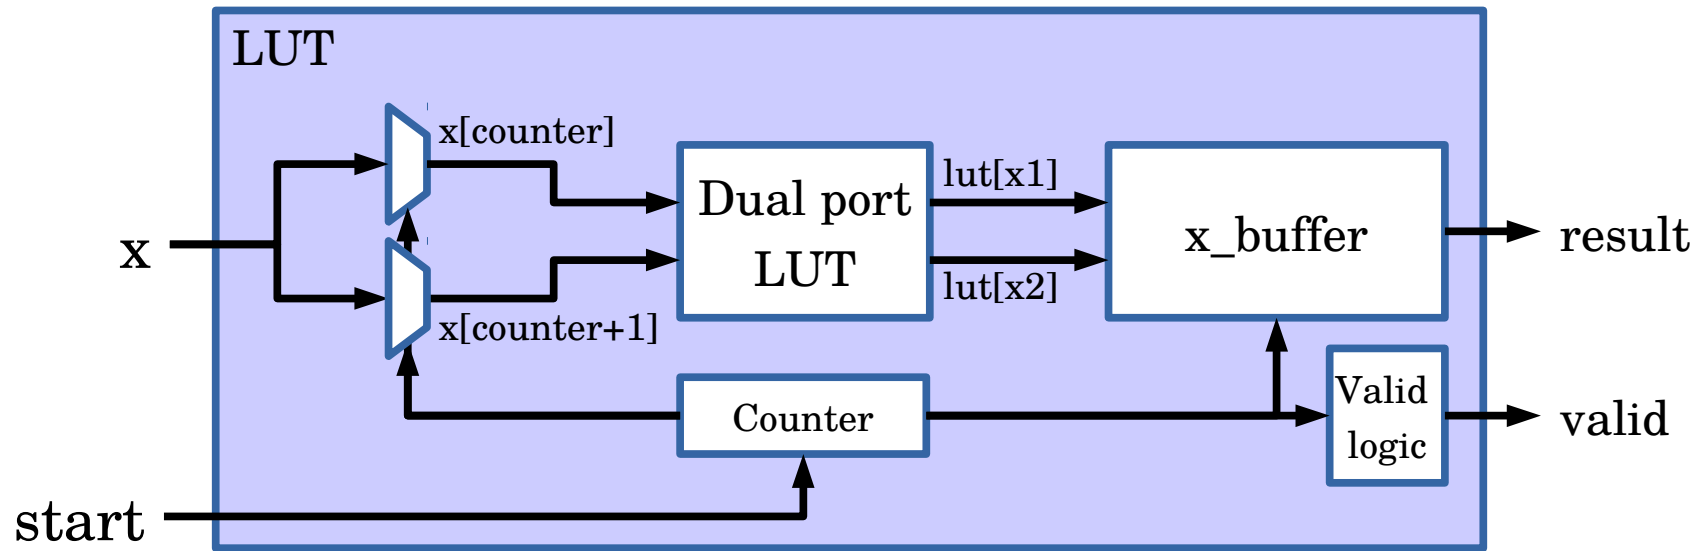 LUT
x[counter]
x[counter+1]
x
start
Dual port
LUT
lut[x1]
lut[x2]
x_buffer
Counter
Valid
logic
result
valid